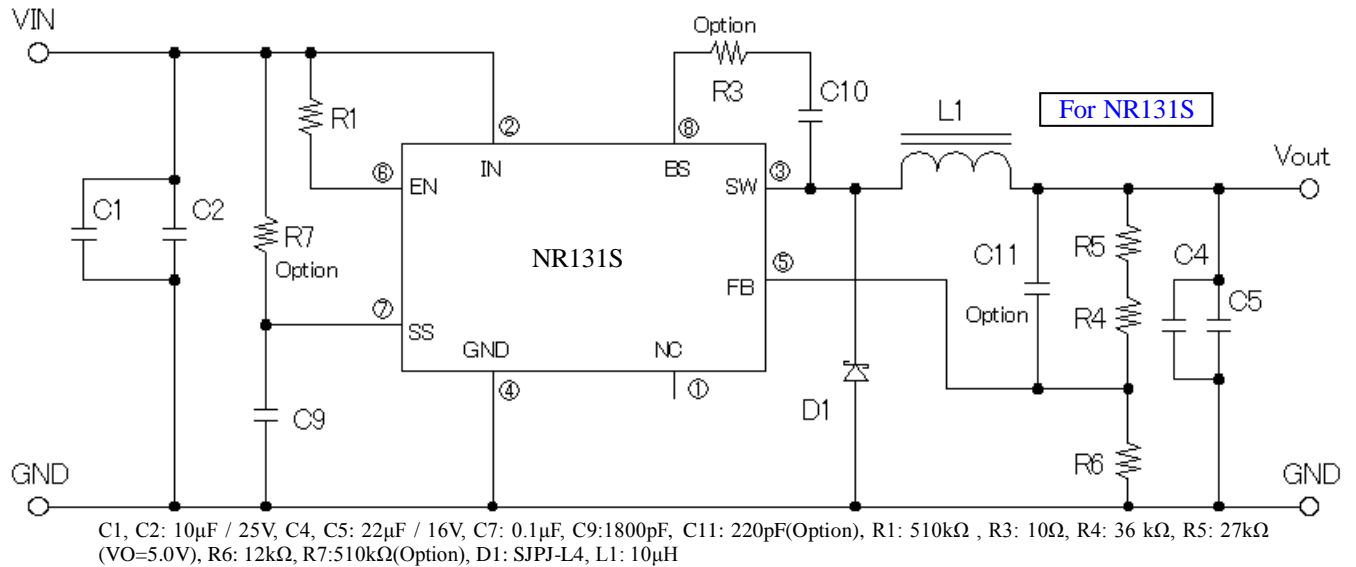 VIN
Option
R3
C10
L1
For NR131S
R1
②
⑧
Vout
⑥
EN
IN
BS
SW
③
C1
C2
R7
Option
NR131S
⑤
FB
C11
Option
R5
C4
R4
C5
⑦
SS
GND
NC
④
①
D1
C9
R6
GND
GND
C1, C2: 10μF / 25V, C4, C5: 22μF / 16V, C7: 0.1μF, C9:1800pF, C11: 220pF(Option), R1: 510kΩ , R3: 10Ω, R4: 36 kΩ, R5: 27kΩ
(VO=5.0V), R6: 12kΩ, R7:510kΩ(Option), D1: SJPJ-L4, L1: 10μH